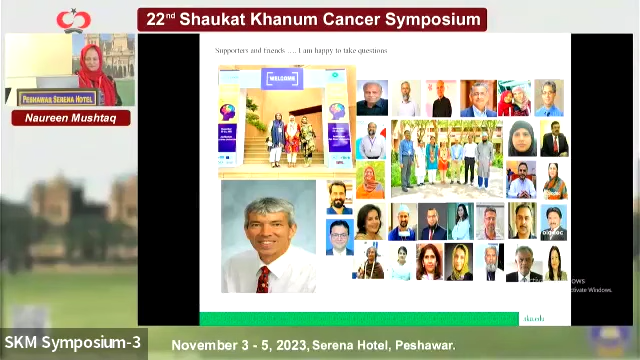 22nd Shaukat Khanum Cancer Symposium
Supporters and friends .... I am happy to take questions
WELCOME
PESHAWAR SERENA HOTEL
Naureen Mushtaq
SKM Symposium-3
November 3 - 5, 2023, Serena Hotel, Peshawar.